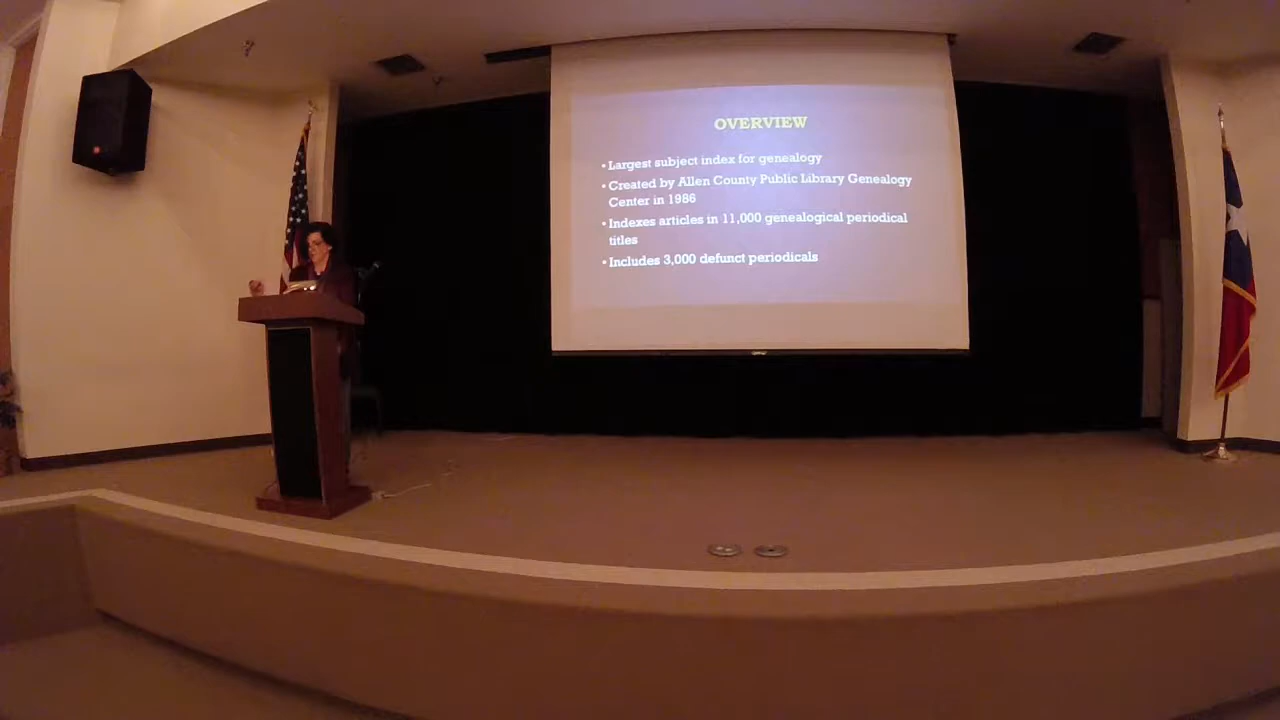 OVERVIEW
• Largest subject index for genealogy
• Created by Allen County Public Library Genealogy
Center in 1986
• Indexes articles in 11,000 genealogical periodical
titles
• Includes 3,000 defunct periodicals